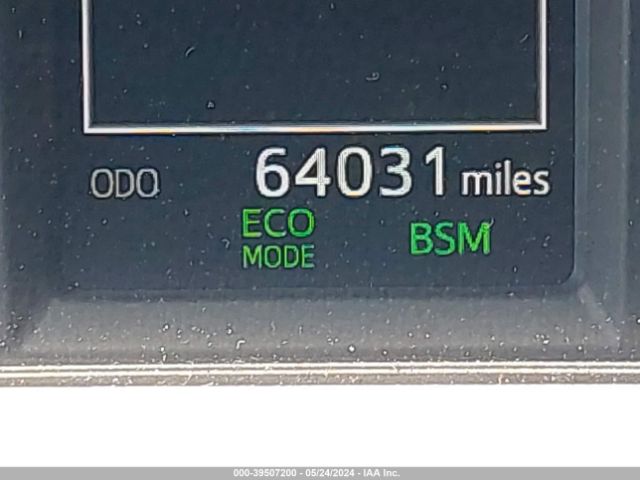 ODO 64031 miles
ECO BSM
MODE
000-39507200 - 05/24/2024 - IAA Inc.